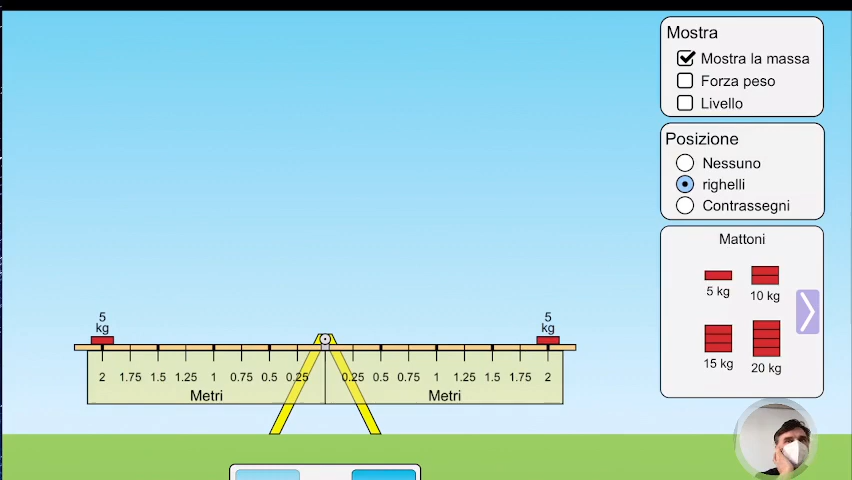 Mostra
Mostra la massa
Forza peso
Livello
Posizione
Nessuno
righelli
Contrassegni
Mattoni
5 kg
10 kg
15 kg
20 kg
5
kg
5
kg
2 1.75 1.5 1.25 1 0.75 0.5 0.25 0.25 0.5 0.75 1 1.25 1.5 1.75 2
Metri Metri